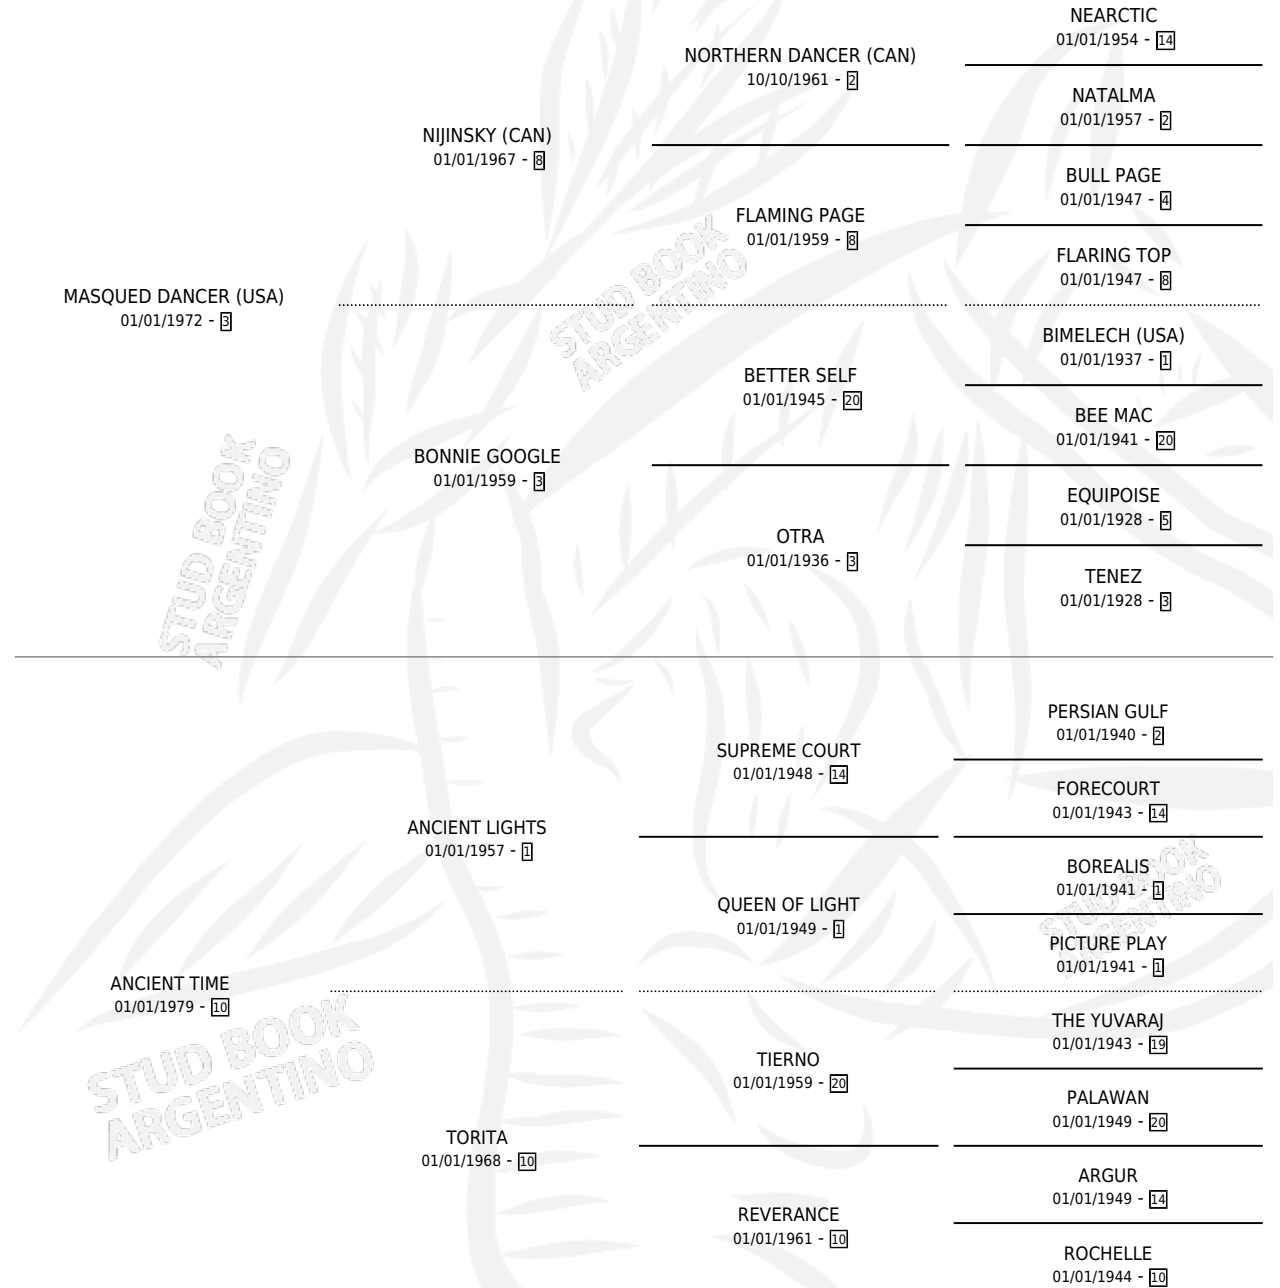 NEARCTIC
01/01/1954 - 14
NORTHERN DANCER (CAN)
10/10/1961 - 2
NATALMA
01/01/1957 - 2
NIJINSKY (CAN)
01/01/1967 - 8
BULL PAGE
01/01/1947 - 4
FLAMING PAGE
01/01/1959 - 8
FLARING TOP
01/01/1947 - 8
MASQUED DANCER (USA)
01/01/1972 - 3
STUD BOOK
ARGENTINO
BIMELECH (USA)
01/01/1937 - 1
BETTER SELF
01/01/1945 - 20
BEE MAC
01/01/1941 - 20
BONNIE GOOGLE
01/01/1959 - 3
EQUIPOISE
01/01/1928 - 5
OTRA
01/01/1936 - 3
TENEZ
01/01/1928 - 3
STUD BOOK
ARGENTINO
PERSIAN GULF
01/01/1940 - 2
SUPREME COURT
01/01/1948 - 14
FORECOURT
01/01/1943 - 14
ANCIENT LIGHTS
01/01/1957 - 1
BOREALIS
01/01/1941 - 1
QUEEN OF LIGHT
01/01/1949 - 1
PICTURE PLAY
01/01/1941 - 1
STUD BOOK
ARGENTINO
ANCIENT TIME
01/01/1979 - 10
THE YUVARAJ
01/01/1943 - 19
TIERNO
01/01/1959 - 20
PALAWAN
01/01/1949 - 20
STUD BOOK
ARGENTINO
TORITA
01/01/1968 - 10
ARGUR
01/01/1949 - 14
REVERANCE
01/01/1961 - 10
ROCHELLE
01/01/1944 - 10